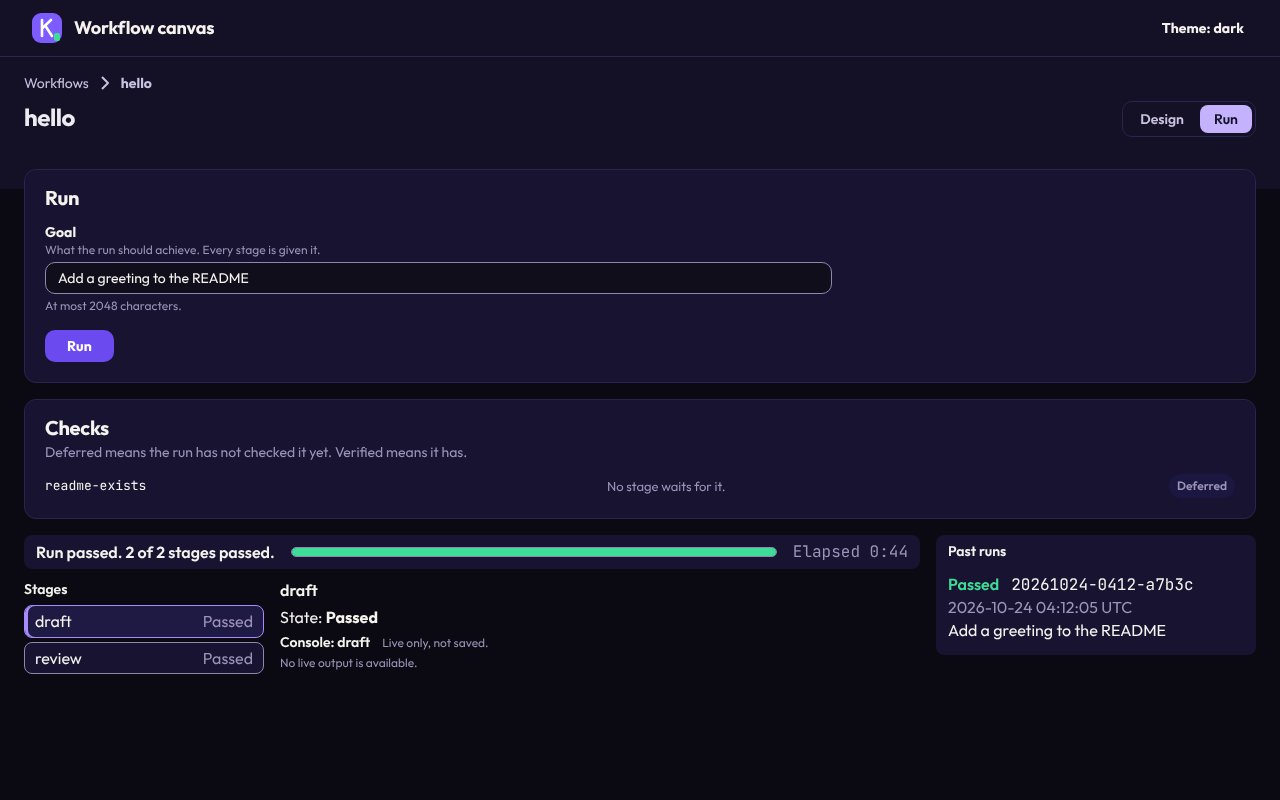 K Workflow canvas
Theme: dark
Workflows > hello
hello
Design Run
Run
Goal
What the run should achieve. Every stage is given it.
Add a greeting to the README
At most 2048 characters.
Run
Checks
Deferred means the run has not checked it yet. Verified means it has.
readme-exists No stage waits for it. Deferred
Run passed. 2 of 2 stages passed. Elapsed 0:44
Stages
draft Passed
review Passed
draft
State: Passed
Console: draft Live only, not saved.
No live output is available.
Past runs
Passed 20261024-0412-a7b3c
2026-10-24 04:12:05 UTC
Add a greeting to the README